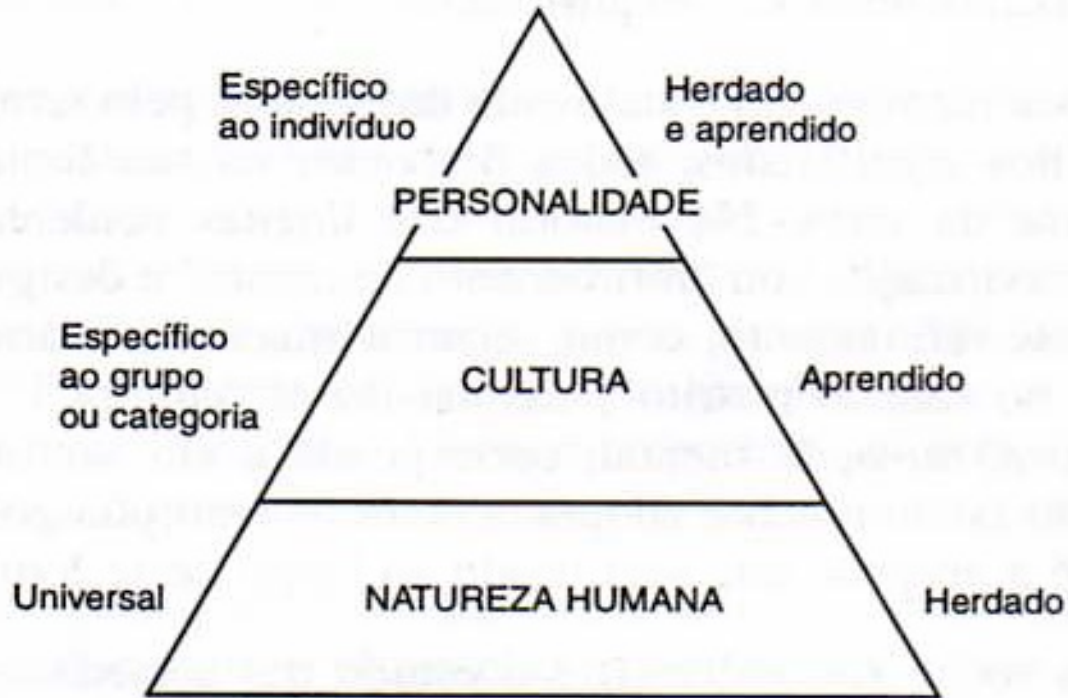 Específico
ao indivíduo
Herdado
e aprendido
PERSONALIDADE
Específico
ao grupo
ou categoria
CULTURA
Aprendido
Universal
NATUREZA HUMANA
Herdado